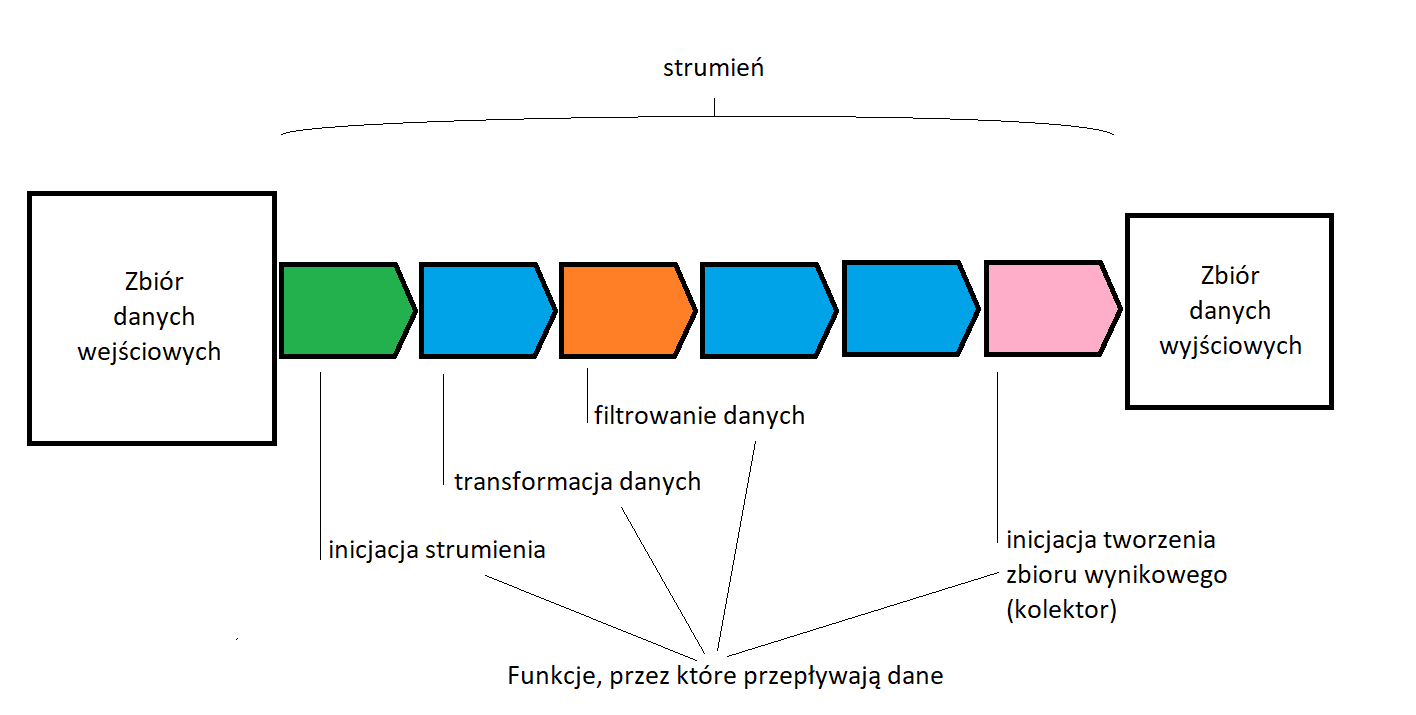 strumień
Zbiór
danych
wejściowych
Zbiór
danych
wyjściowych
filtrowanie danych
transformacja danych
inicjacja strumienia
inicjacja tworzenia
zbioru wynikowego
(kolektor)
Funkcje, przez które przepływają dane